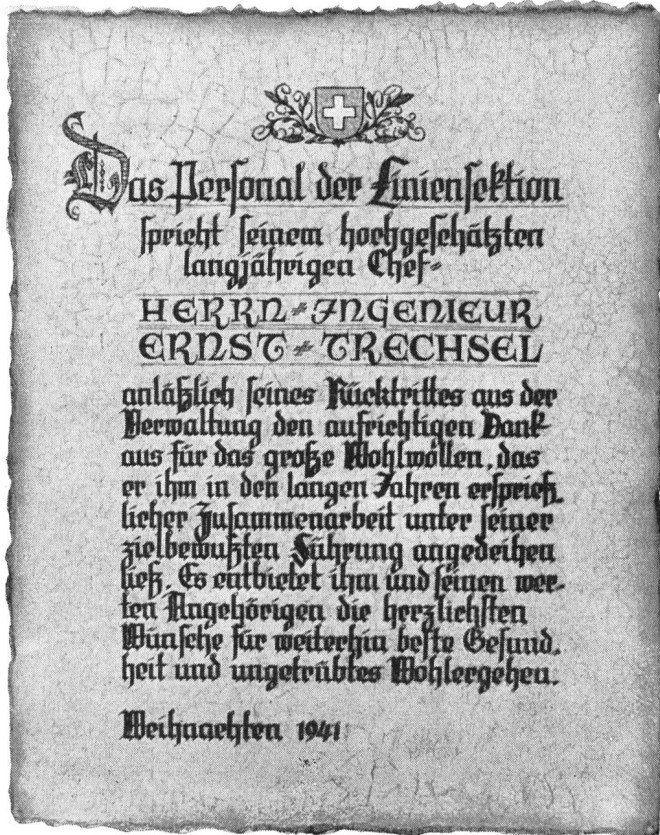 Das Personal der Liniensektion
spricht seinem hochgeschätzten
langjährigen Chef-
HERRN - INGENIEUR
ERNST - TRECHSEL
anläßlich seines Rücktrittes aus der
Verwaltung den aufrichtigen Dank
aus für das große Wohlwollen, das
er ihm in den langen Jahren ersprieß-
licher Zusammenarbeit unter seiner
zielbewußten Führung angedeihen
ließ. Es entbietet ihm und seinen wer-
ten Angehörigen die herzlichsten
Wünsche für weiterhin beste Gesund-
heit und ungetrübtes Wohlergehen.
Weihnachten 1941